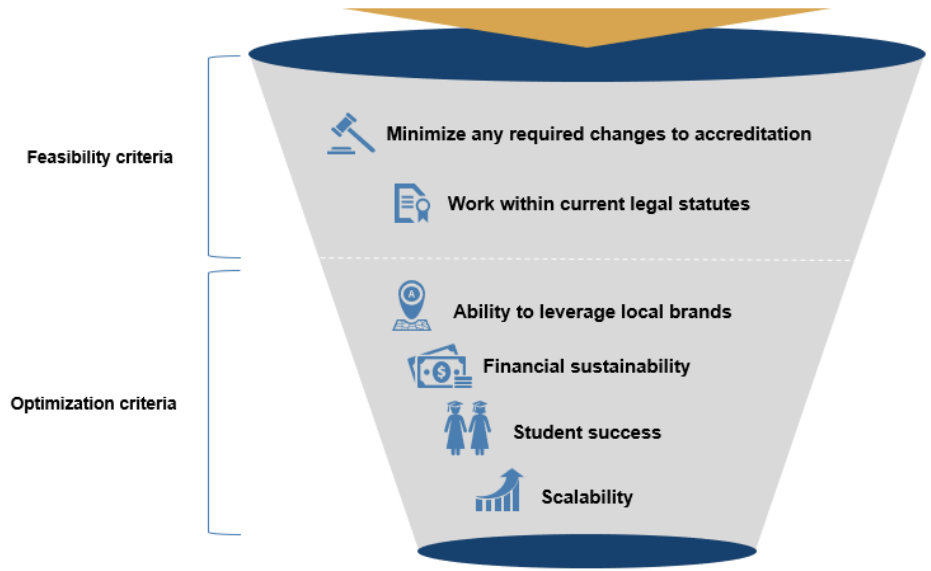 Feasibility criteria
Minimize any required changes to accreditation
Work within current legal statutes
Optimization criteria
A
Ability to leverage local brands
$
Financial sustainability
Student success
Scalability